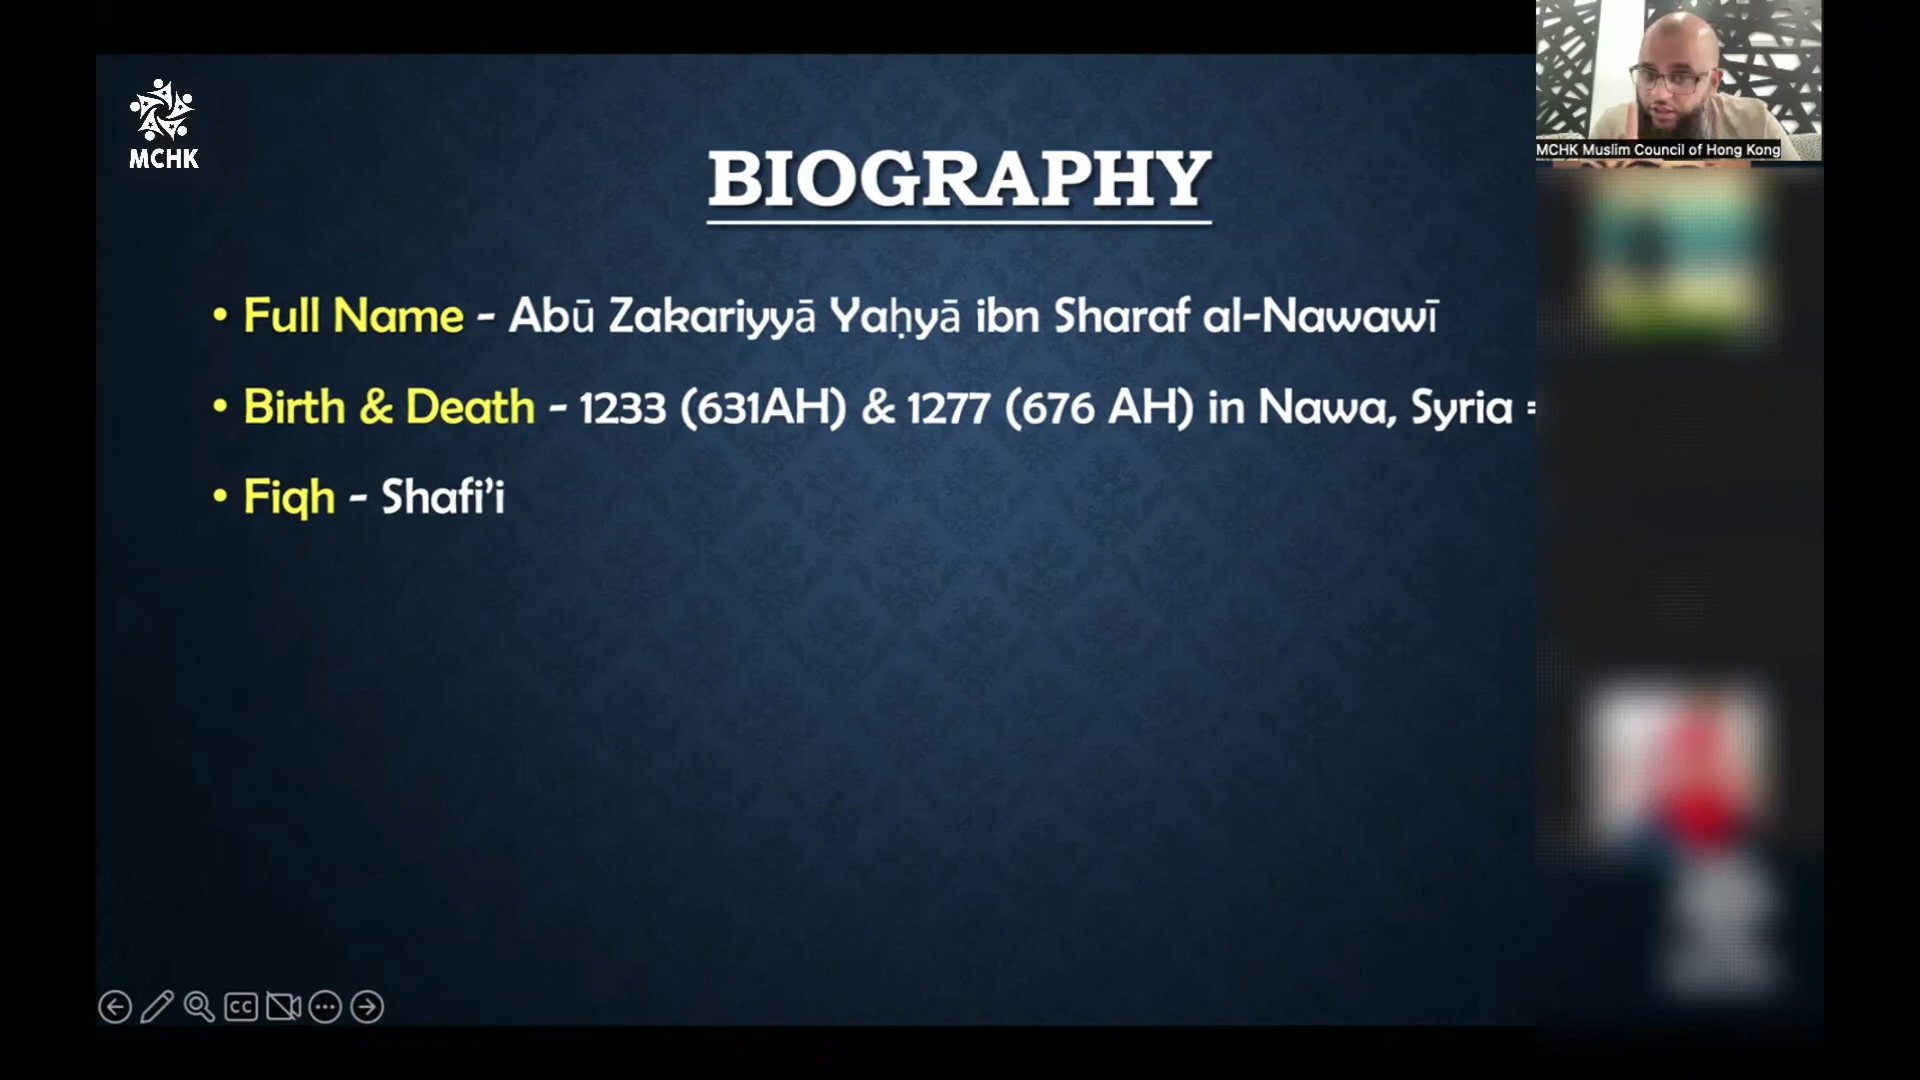 MCHK
BIOGRAPHY
• Full Name - Abū Zakariyyā Yaḥyā ibn Sharaf al-Nawawī
• Birth & Death - 1233 (631AH) & 1277 (676 AH) in Nawa, Syria =
• Fiqh - Shafi’i
MCHK Muslim Council of Hong Kong
CC